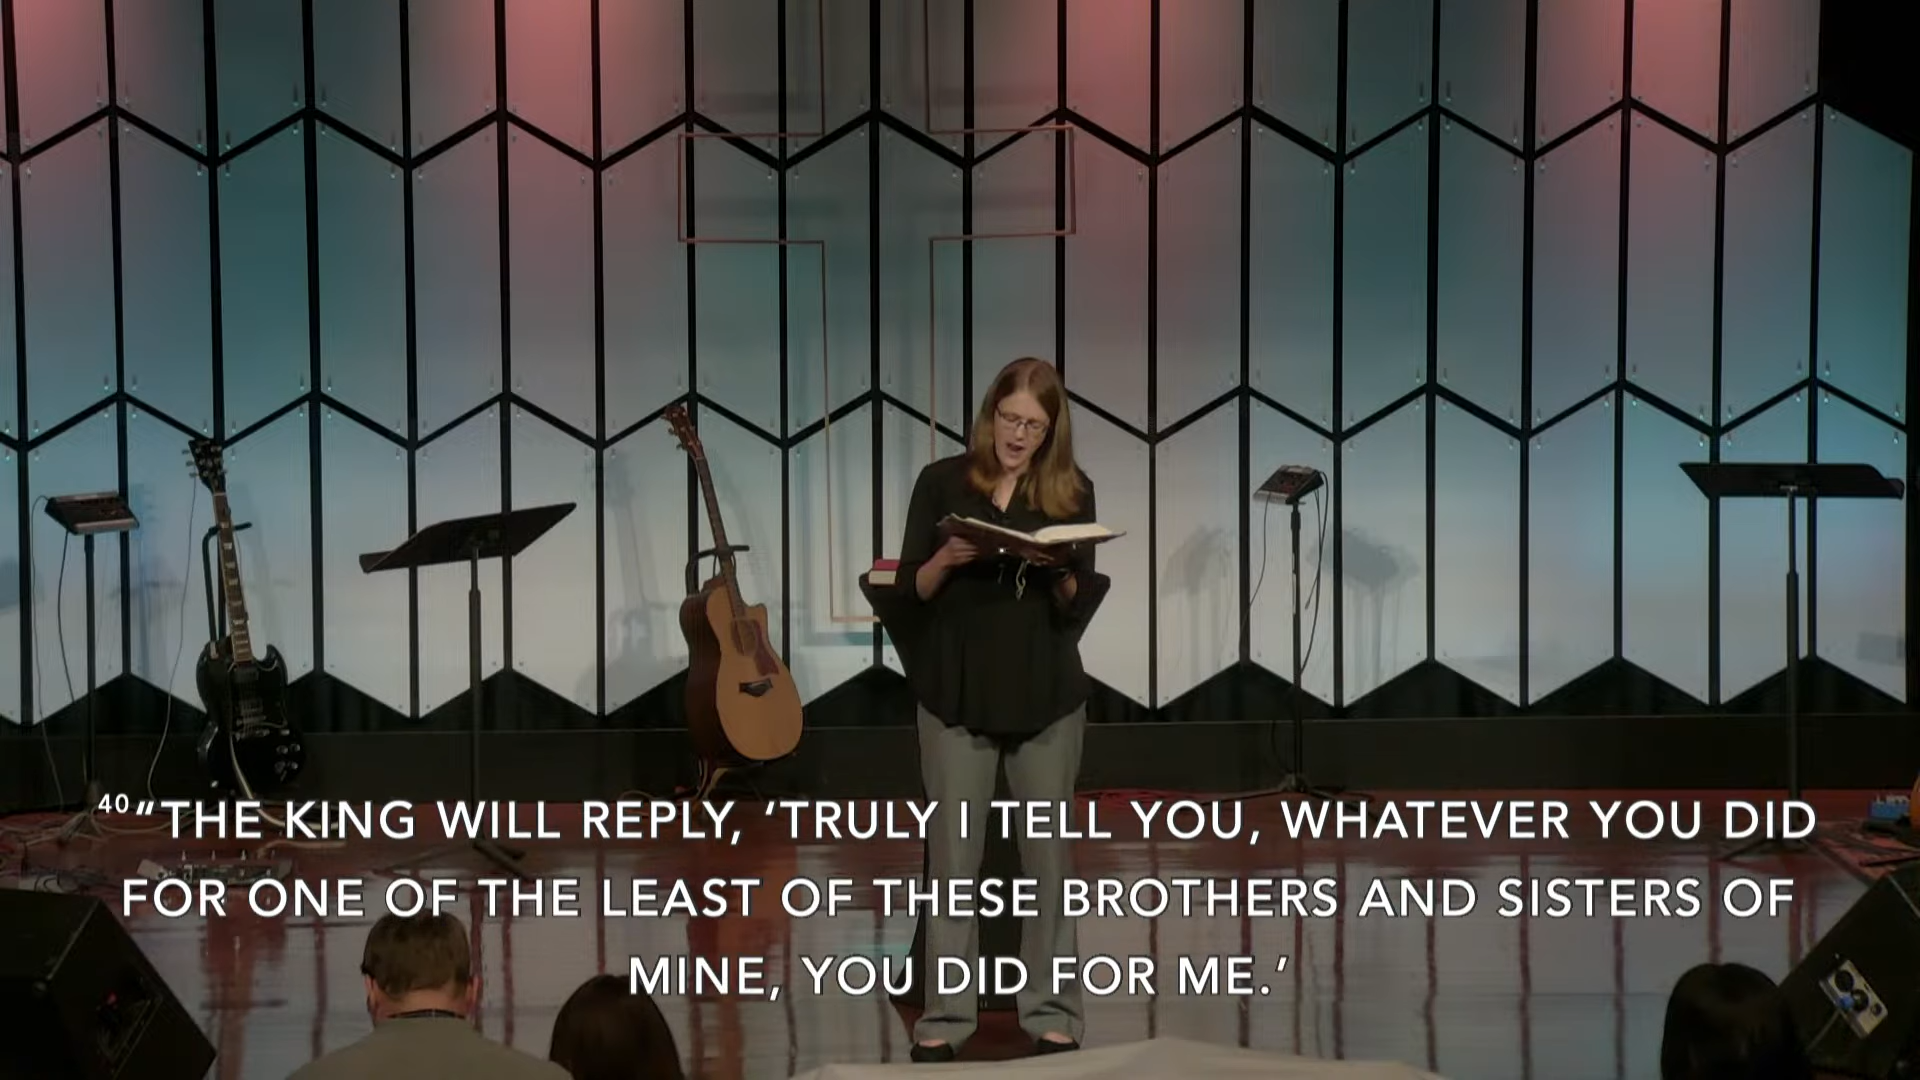 ⁴⁰“THE KING WILL REPLY, ‘TRULY I TELL YOU, WHATEVER YOU DID
FOR ONE OF THE LEAST OF THESE BROTHERS AND SISTERS OF
MINE, YOU DID FOR ME.’